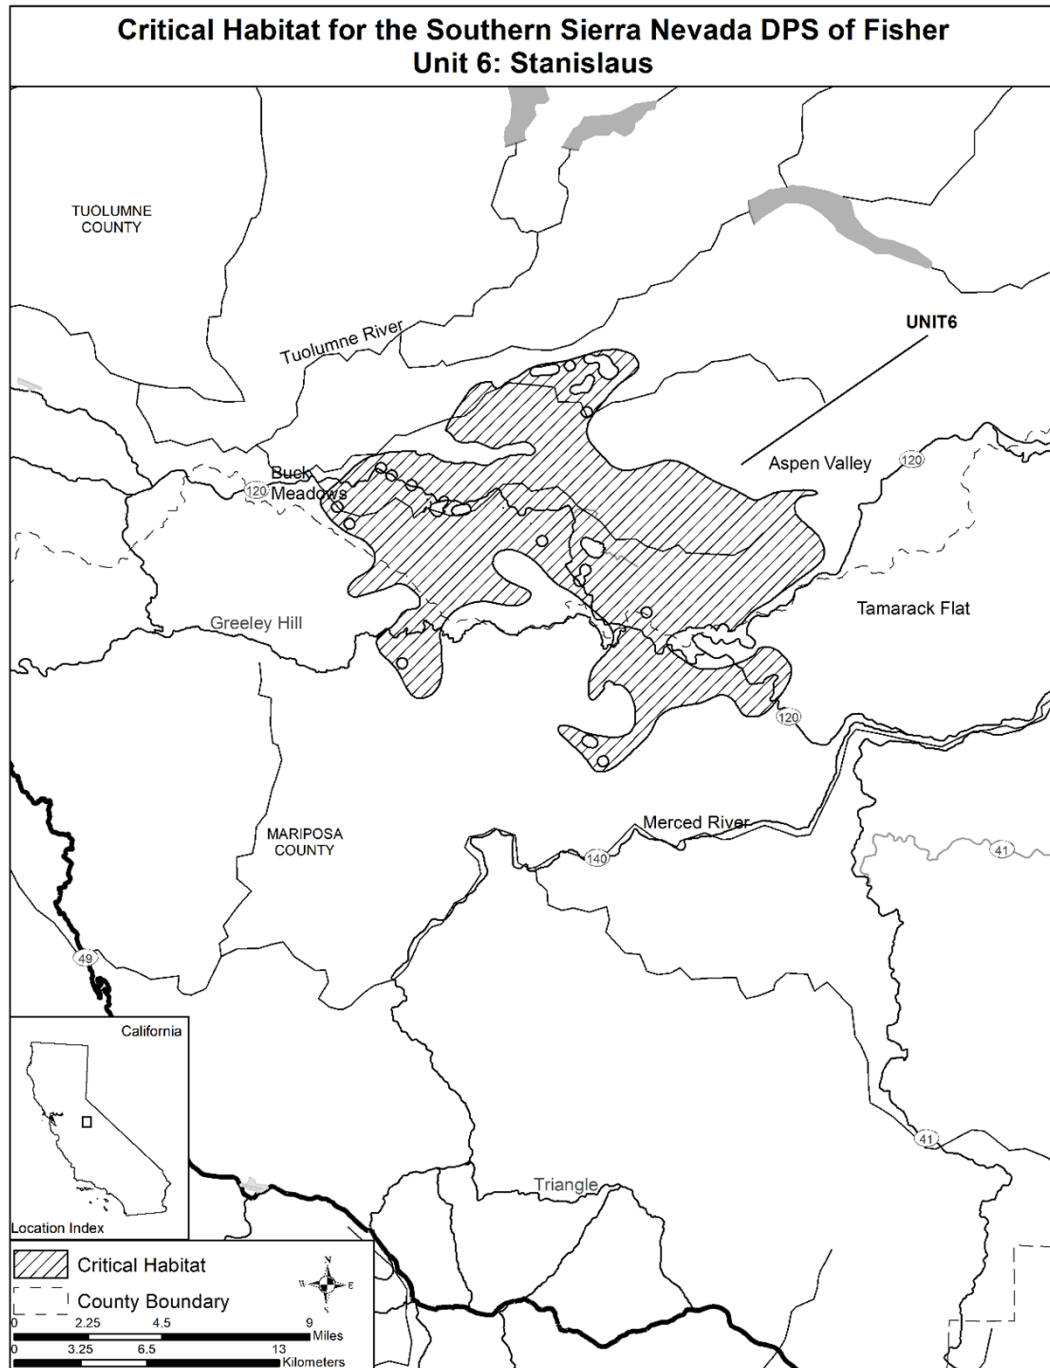 Critical Habitat for the Southern Sierra Nevada DPS of Fisher
Unit 6: Stanislaus
TUOLUMNE
COUNTY
Tuolumne River
UNIT6
Buck
Meadows
120
Aspen Valley
120
Greeley Hill
Tamarack Flat
120
MARIPOSA
COUNTY
Merced River
140
41
49
California
Location Index
41
Triangle
Critical Habitat
County Boundary
N
W E
S
0 2.25 4.5 9
Miles
0 3.25 6.5 13
Kilometers